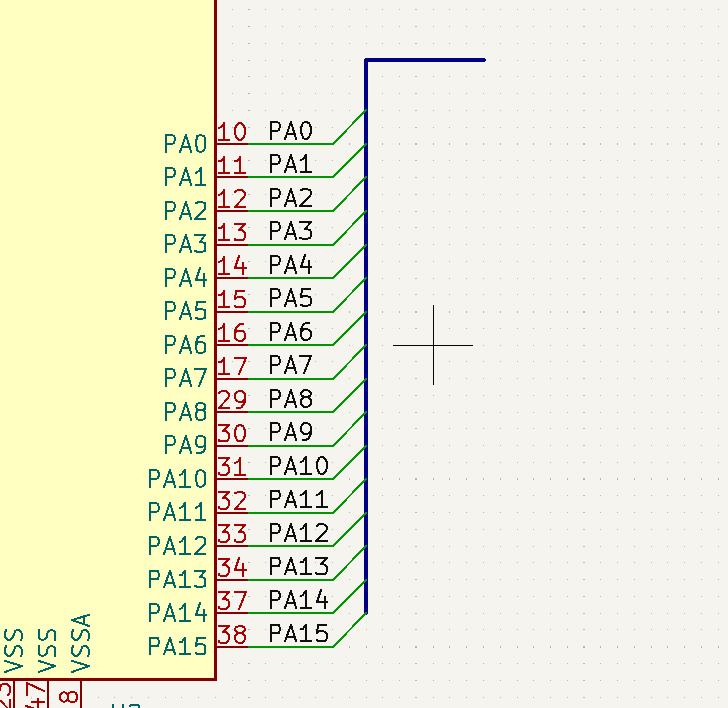 PA0 10 PA0
PA1 11 PA1
PA2 12 PA2
PA3 13 PA3
PA4 14 PA4
PA5 15 PA5
PA6 16 PA6
PA7 17 PA7
PA8 29 PA8
PA9 30 PA9
PA10 31 PA10
PA11 32 PA11
PA12 33 PA12
PA13 34 PA13
PA14 37 PA14
PA15 38 PA15
VSS
VSS
VSSA
47
8